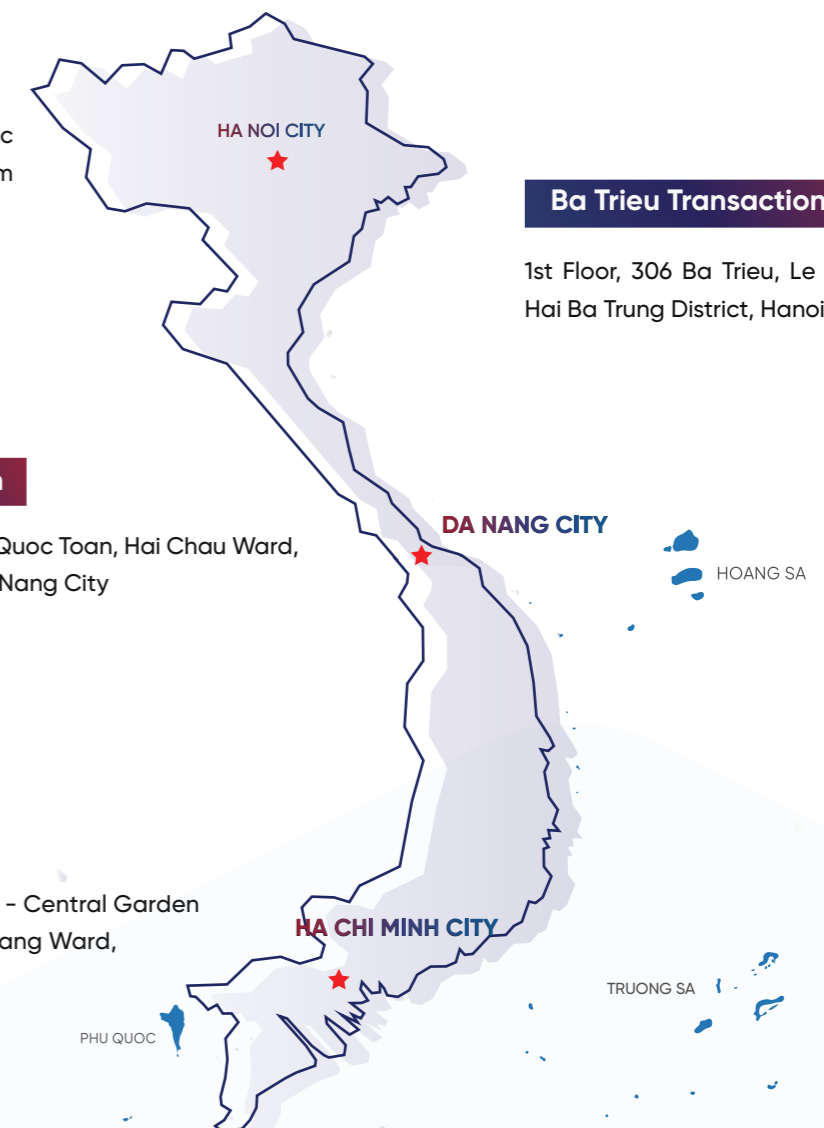 c
m
HA NOI CITY
Ba Trieu Transaction
1st Floor, 306 Ba Trieu, Le
Hai Ba Trung District, Hanoi
n
Quoc Toan, Hai Chau Ward,
Nang City
DA NANG CITY
HOANG SA
- Central Garden
ang Ward,
HA CHI MINH CITY
TRUONG SA
PHU QUOC